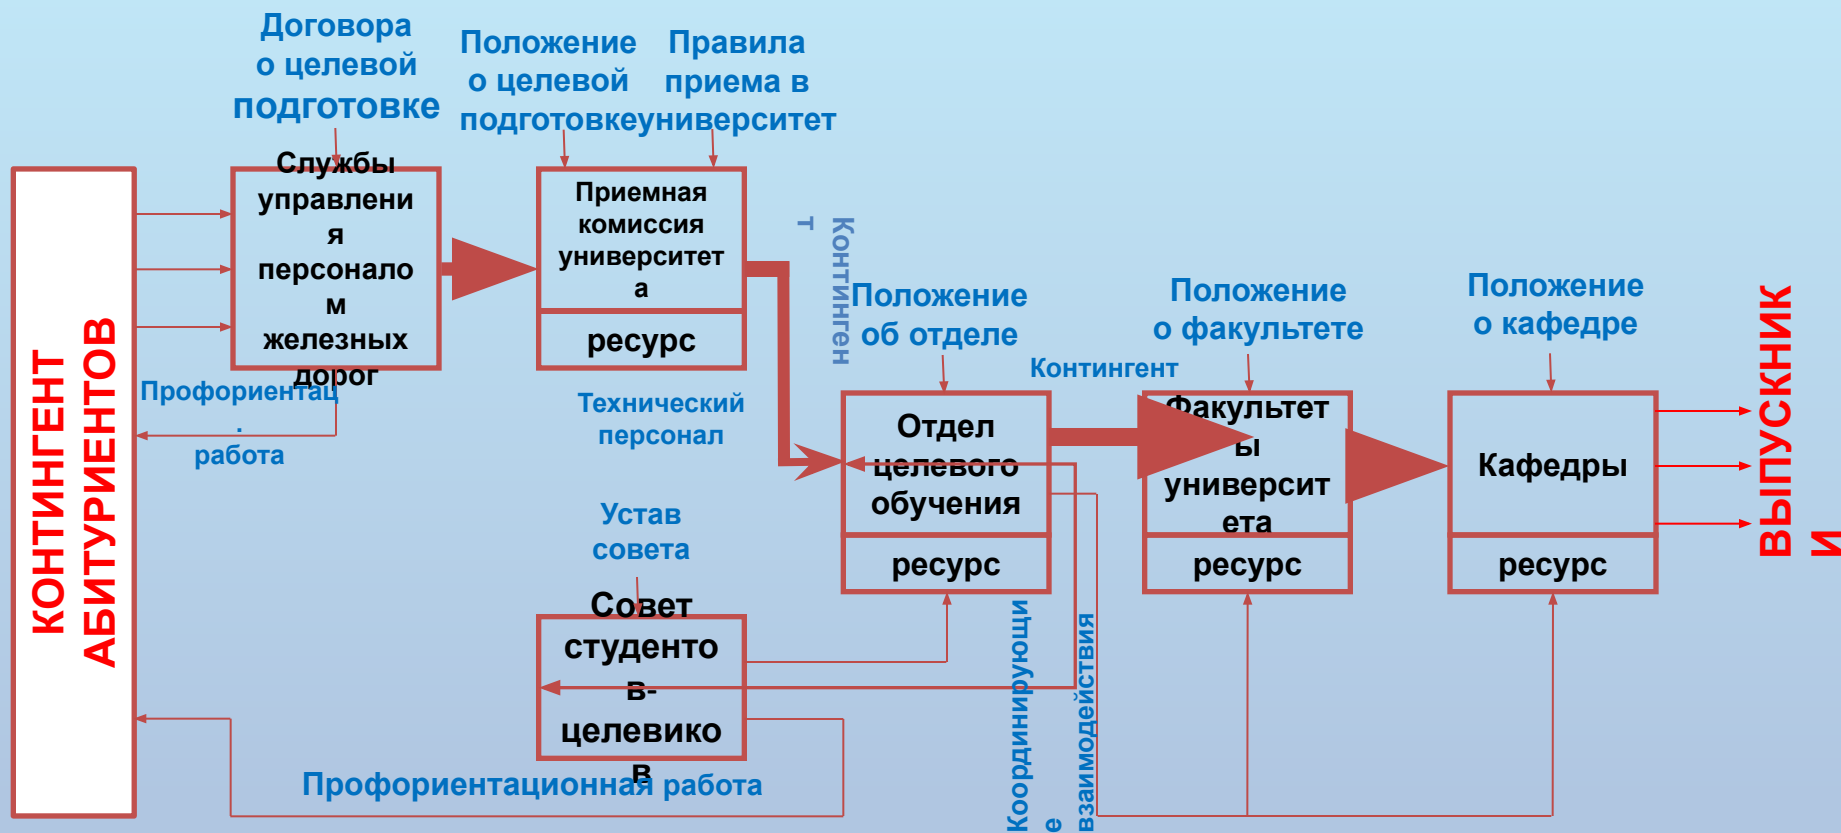 Договора
о целевой
подготовке
Положение
о целевой
подготовке
Правила
приема в
университет
Службы
управлени
я
персонало
м
железных
дорог
Приемная
комиссия
университет
а
ресурс
Континген
т
КОНТИНГЕНТ
АБИТУРИЕНТОВ
Профориентац
.
работа
Технический
персонал
Положение
об отделе
Контингент
Положение
о факультете
Положение
о кафедре
Отдел
целевого
обучения
ресурс
Факультет
ы
университ
ета
ресурс
Кафедры
ресурс
ВЫПУСКНИК
И
Устав
совета
Совет
студенто
в-
целевико
в
Координирующи
е
взаимодействия
Профориентационная работа